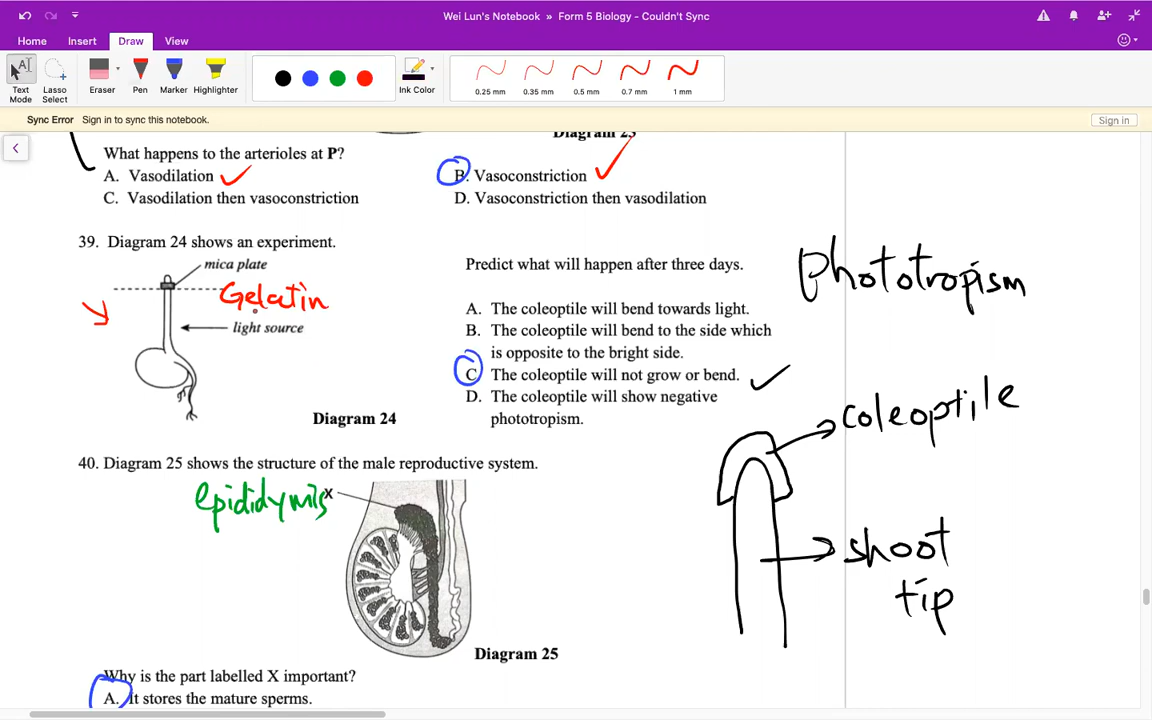 Wei Lun's Notebook » Form 5 Biology - Couldn't Sync
Home Insert Draw View
Text Mode
Lasso Select
Eraser
Pen
Marker
Highlighter
Ink Color
0.25 mm 0.35 mm 0.5 mm 0.7 mm 1 mm
Sync Error Sign in to sync this notebook. Sign in
Diagram 23
What happens to the arterioles at P?
A. Vasodilation B. Vasoconstriction
C. Vasodilation then vasoconstriction D. Vasoconstriction then vasodilation
39. Diagram 24 shows an experiment.
mica plate
Gelatin
light source
Diagram 24
Predict what will happen after three days.
A. The coleoptile will bend towards light.
B. The coleoptile will bend to the side which
is opposite to the bright side.
C. The coleoptile will not grow or bend.
D. The coleoptile will show negative
phototropism.
phototropism
coleoptile
shoot
tip
40. Diagram 25 shows the structure of the male reproductive system.
epididymis X
Diagram 25
Why is the part labelled X important?
A. It stores the mature sperms.